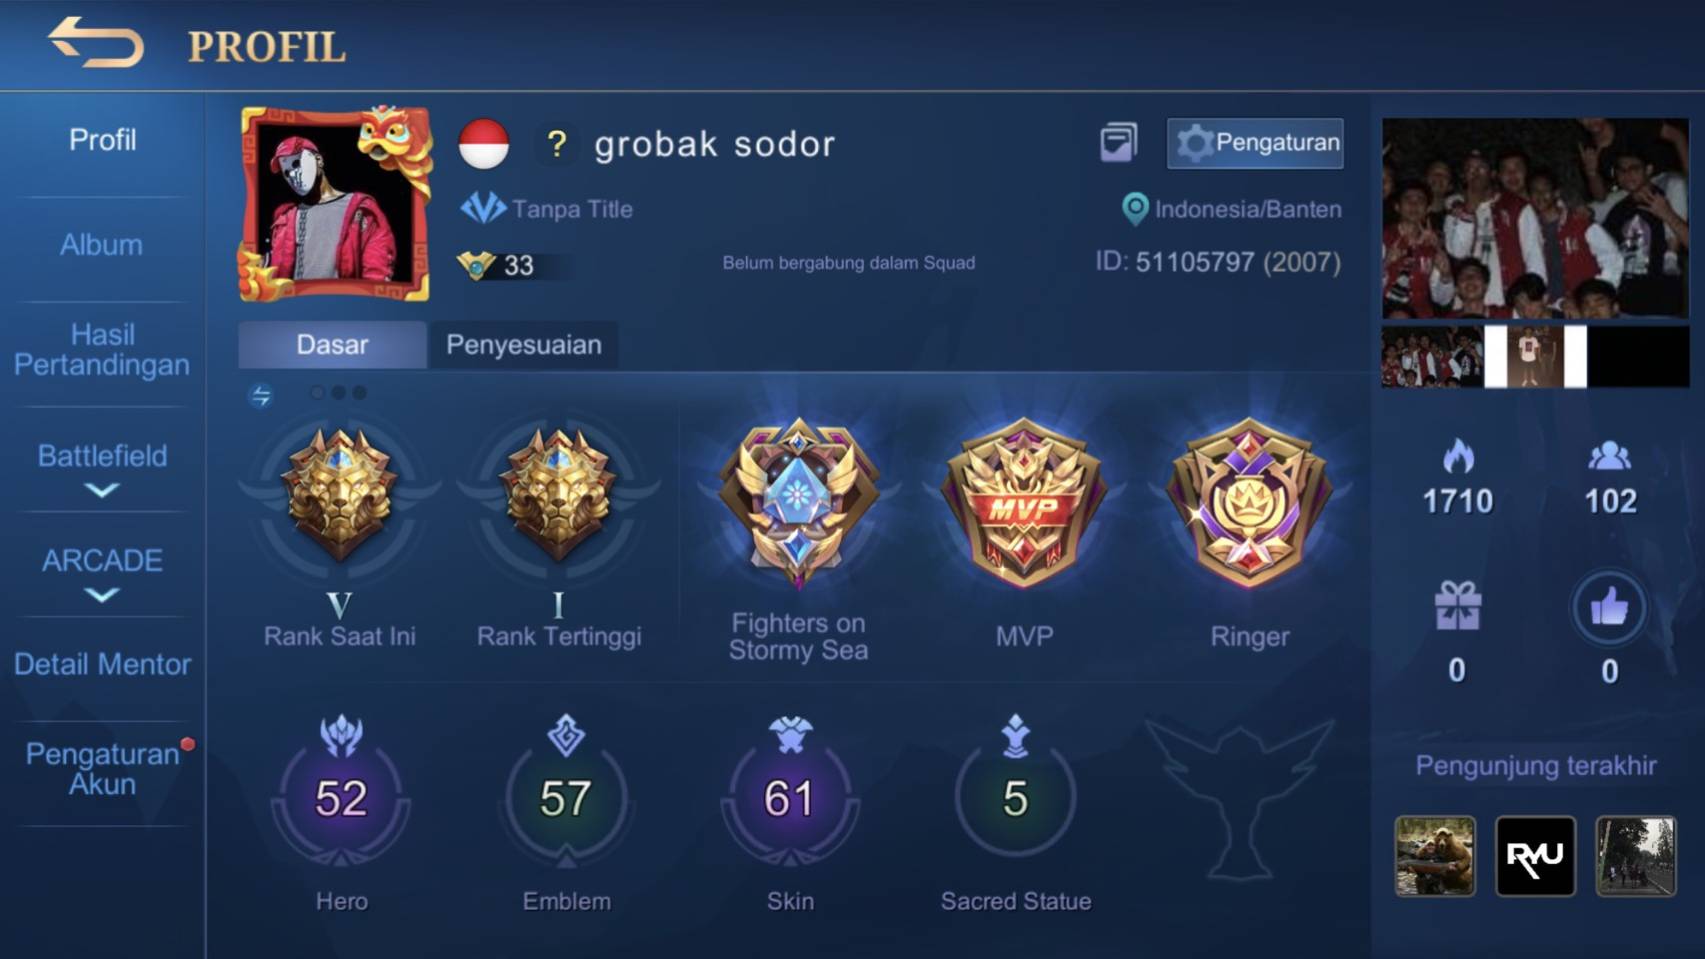 PROFIL
Profil
Album
Hasil
Pertandingan
Battlefield
ARCADE
Detail Mentor
Pengaturan
Akun
? grobak sodor
Pengaturan
Tanpa Title
Indonesia/Banten
33
Belum bergabung dalam Squad
ID: 51105797 (2007)
Dasar
Penyesuaian
V
Rank Saat Ini
I
Rank Tertinggi
Fighters on
Stormy Sea
MVP
MVP
Ringer
52
Hero
57
Emblem
61
Skin
5
Sacred Statue
1710
102
0
0
Pengunjung terakhir
RYU